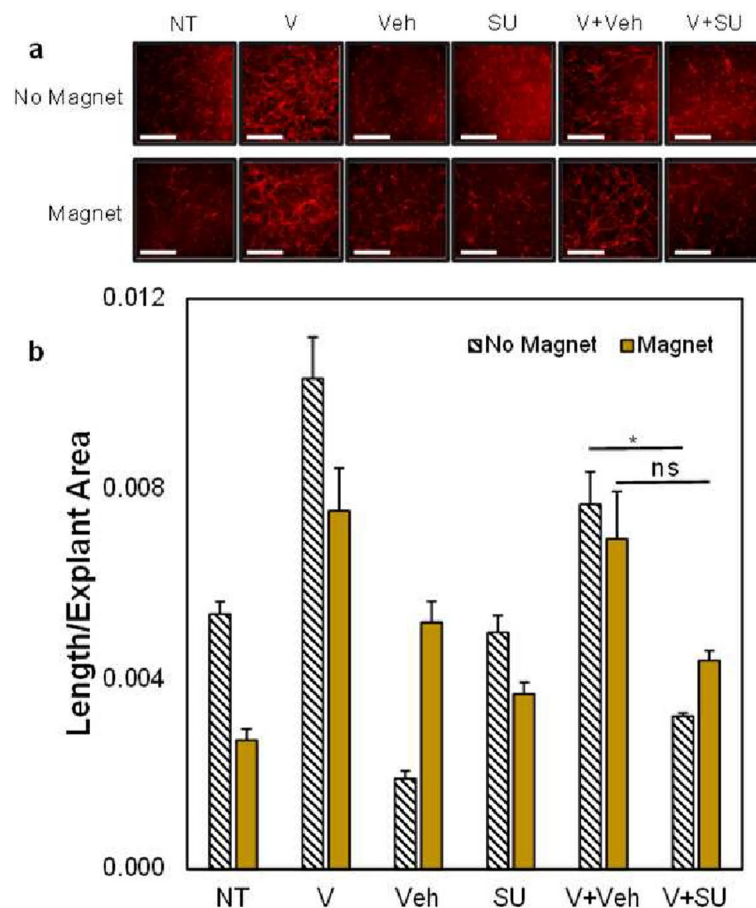 NT V Veh SU V+Veh V+SU
a
No Magnet
Magnet
0.012
b
No Magnet Magnet
*
ns
0.008
Length/Explant Area
0.004
0.000
NT V Veh SU V+Veh V+SU